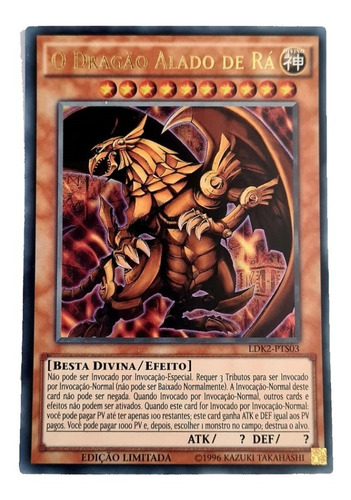 O DRAGÃO ALADO DE RÁ
神
LDK2-PTS03
[BESTA DIVINA/EFEITO]
Não pode ser Invocado por Invocação-Especial. Requer 3 Tributos para ser Invocado
por Invocação-Normal (não pode ser Baixado Normalmente). A Invocação-Normal deste
card não pode ser negada. Quando Invocado por Invocação-Normal, outros cards e
efeitos não podem ser ativados. Quando este card for Invocado por Invocação-Normal:
você pode pagar PV até ter apenas 100 restantes; este card ganha ATK e DEF igual aos PV
pagos. Você pode pagar 1000 PV e, depois, escolher 1 monstro no campo; destrua o alvo.
ATK / ? DEF / ?
EDIÇÃO LIMITADA ©1996 KAZUKI TAKAHASHI